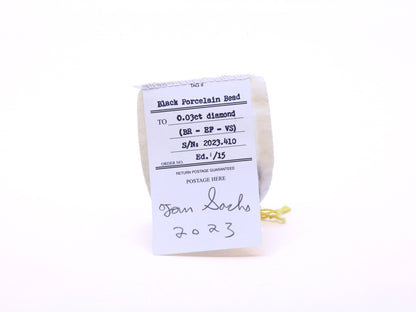 TAG #
Black Porcelain Bead
TO 0.03ct diamond
(BR - EF - VS)
S/N: 2023.410
ORDER NO. Ed. 1/15
RETURN POSTAGE GUARANTEED
POSTAGE HERE
Tom Sachs
2023